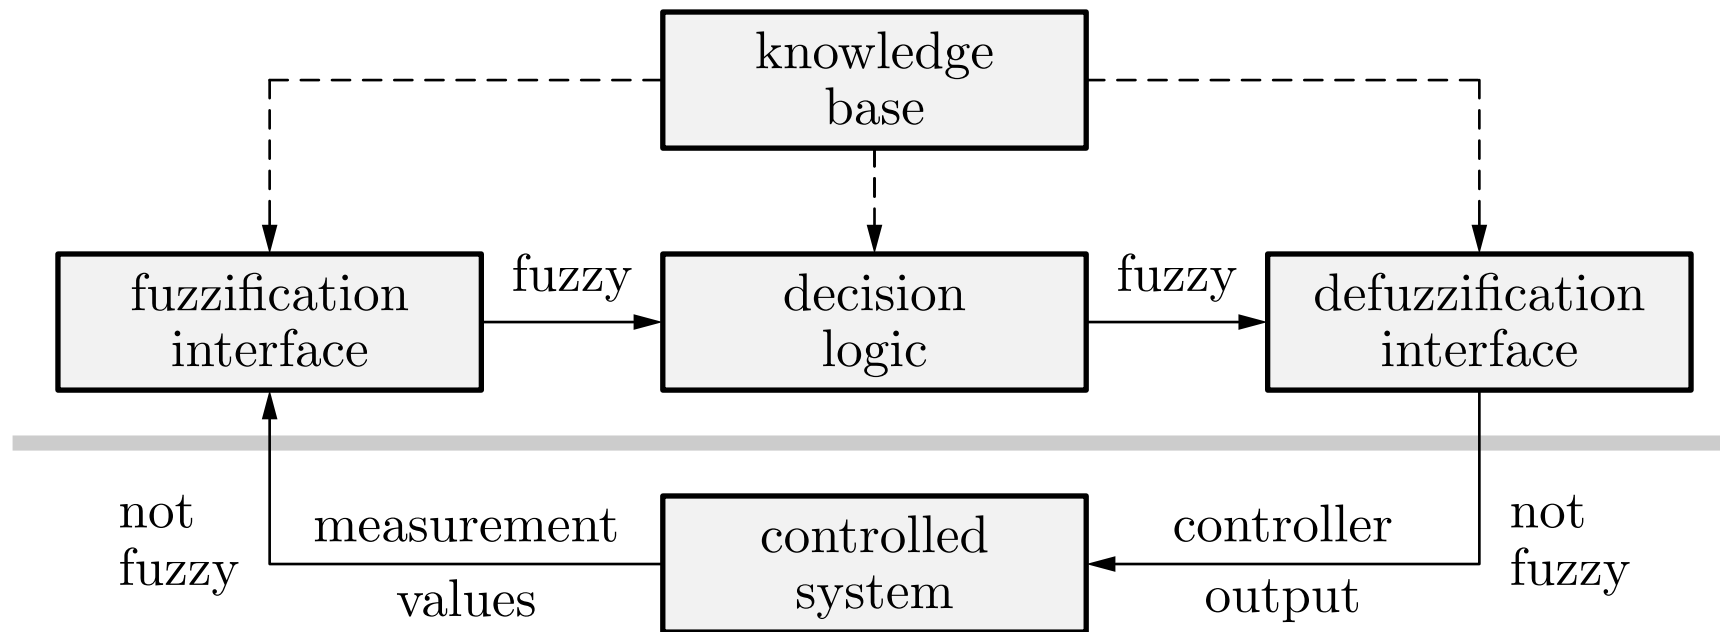 knowledge
base
fuzzification
interface
fuzzy
decision
logic
fuzzy
defuzzification
interface
not
fuzzy
measurement
values
controlled
system
controller
output
not
fuzzy